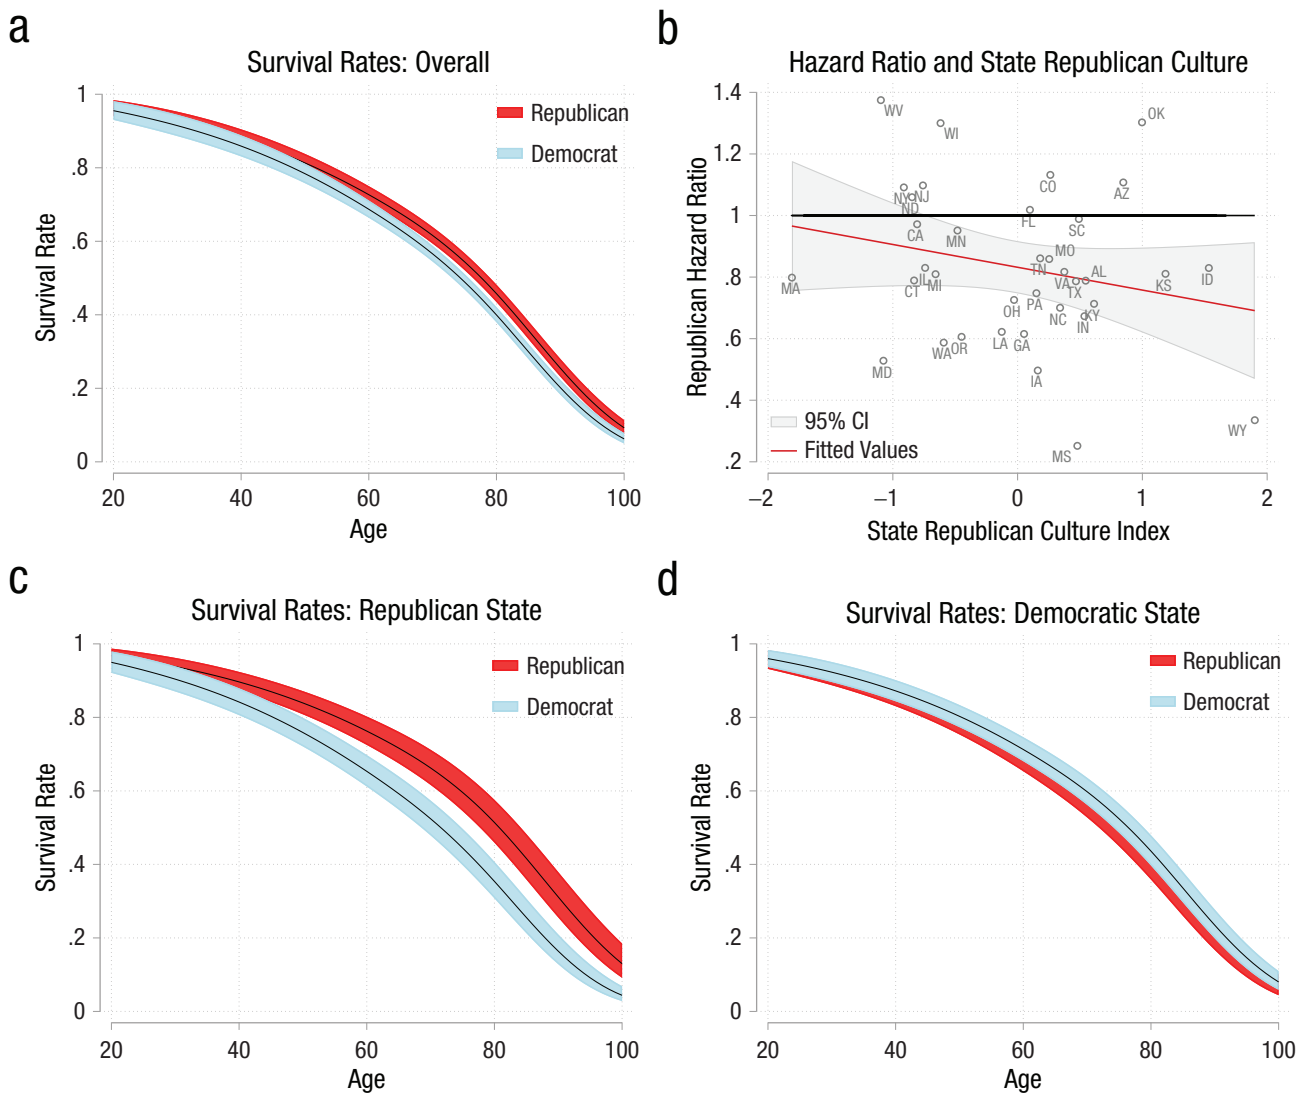 a
Survival Rates: Overall
1
.8
.6
.4
.2
0
Survival Rate
Republican
Democrat
20 40 60 80 100
Age
b
Hazard Ratio and State Republican Culture
1.4
1.2
1
.8
.6
.4
.2
Republican Hazard Ratio
WV
WI
OK
NY
NJ
ND
CO
AZ
FL
SC
CA
MN
MO
TN
MA
CT
IL
MI
VA
AL
TX
KS
ID
PA
OH
NC
KY
IN
WA
OR
LA
GA
MD
IA
WY
MS
95% CI
Fitted Values
−2 −1 0 1 2
State Republican Culture Index
c
Survival Rates: Republican State
1
.8
.6
.4
.2
0
Survival Rate
Republican
Democrat
20 40 60 80 100
Age
d
Survival Rates: Democratic State
1
.8
.6
.4
.2
0
Survival Rate
Republican
Democrat
20 40 60 80 100
Age